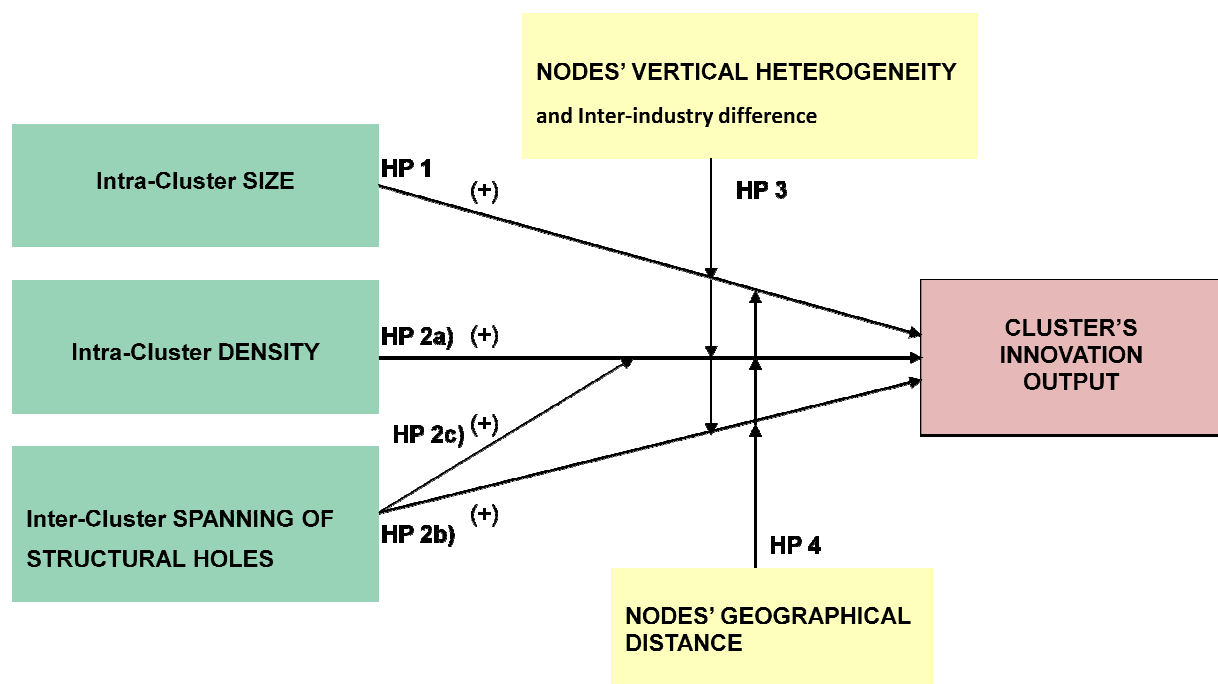 NODES’ VERTICAL HETEROGENEITY
and Inter-industry difference
Intra-Cluster SIZE
HP 1
(+)
HP 3
Intra-Cluster DENSITY
HP 2a)
(+)
CLUSTER’S
INNOVATION
OUTPUT
HP 2c)
(+)
Inter-Cluster SPANNING OF
STRUCTURAL HOLES
HP 2b)
(+)
HP 4
NODES’ GEOGRAPHICAL
DISTANCE